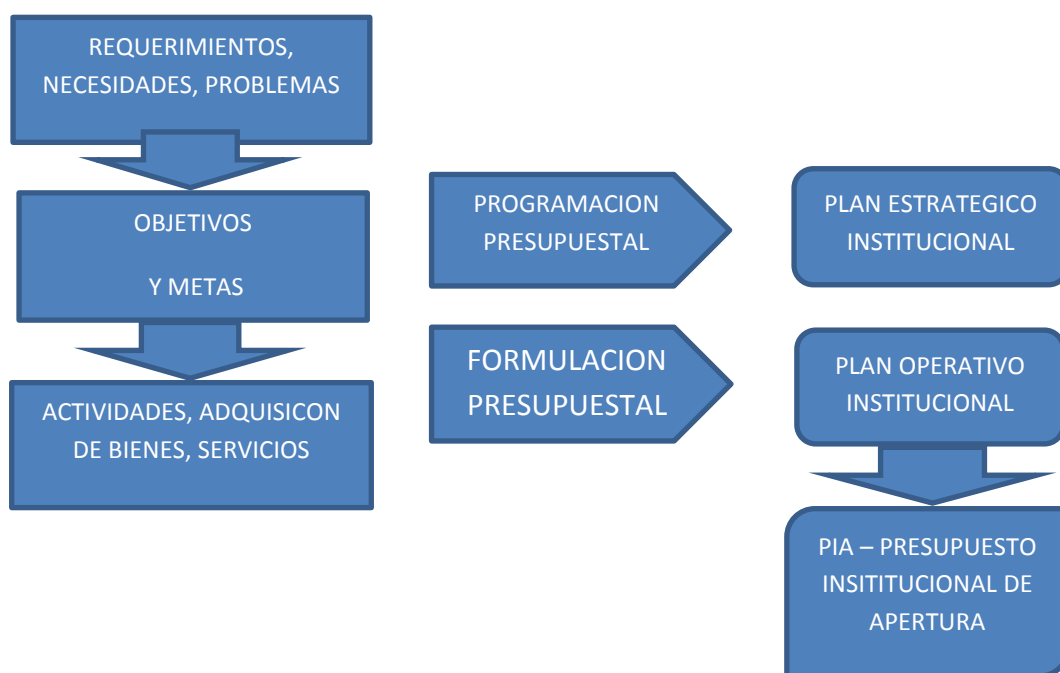 REQUERIMIENTOS,
NECESIDADES, PROBLEMAS
OBJETIVOS
Y METAS
ACTIVIDADES, ADQUISICON
DE BIENES, SERVICIOS
PROGRAMACION
PRESUPUESTAL
FORMULACION
PRESUPUESTAL
PLAN ESTRATEGICO
INSTITUCIONAL
PLAN OPERATIVO
INSTITUCIONAL
PIA – PRESUPUESTO
INSITITUCIONAL DE
APERTURA